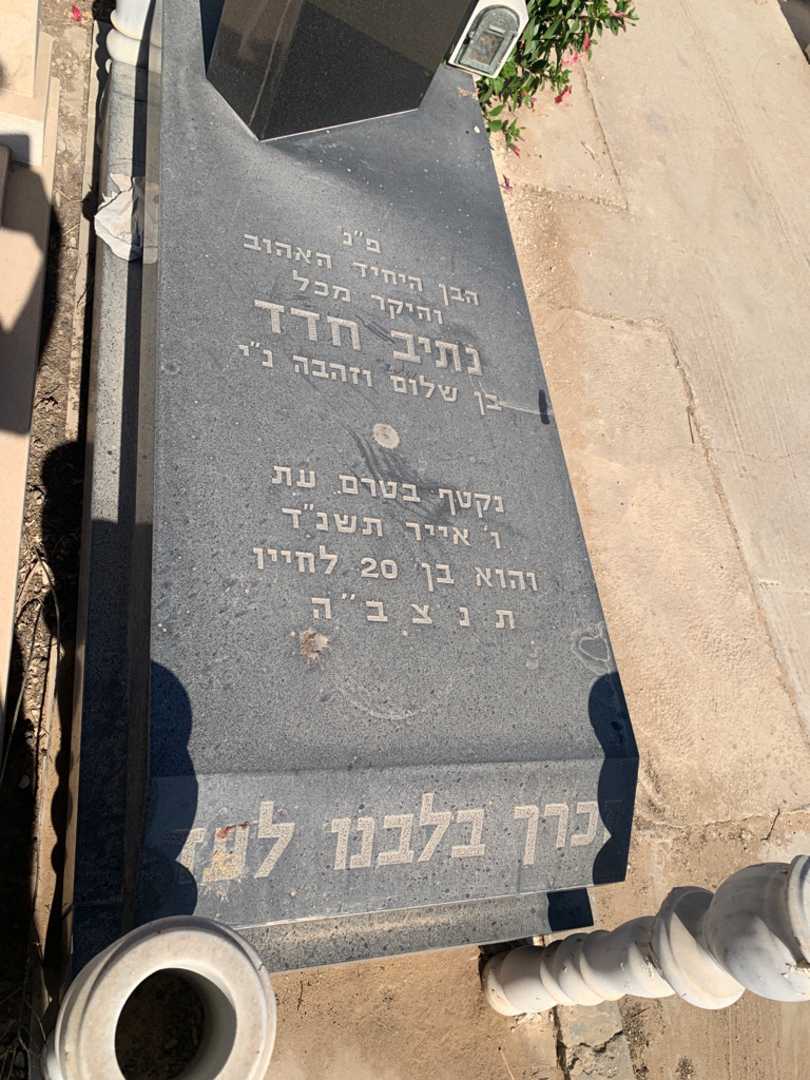 פ"נ
הבן היחיד האהוב
והיקר מכל
נתיב חדד
בן שלום וזהבה נ"י
נקטף בטרם עת
ו' אייר תשנ"ד
והוא בן 20 לחייו
ת נ צ ב "ה
זכרך בלבנו לעד